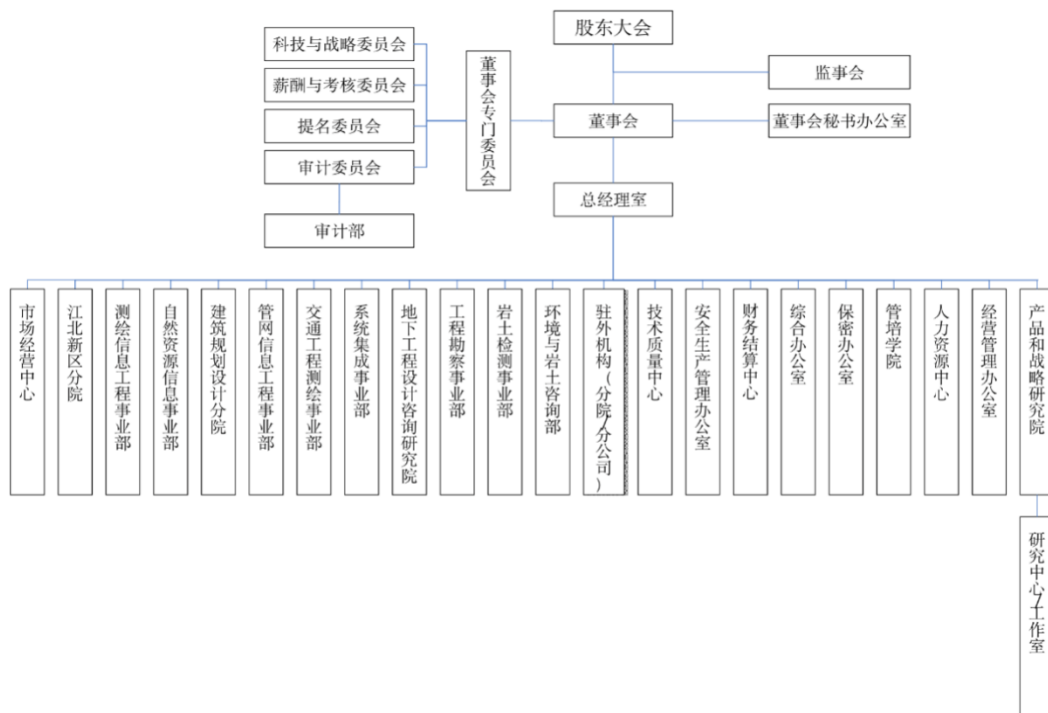 股东大会
科技与战略委员会
薪酬与考核委员会
提名委员会
审计委员会
审计部
董事会专门委员会
监事会
董事会
董事会秘书办公室
总经理室
市场经营中心
江北新区分院
测绘信息工程事业部
自然资源信息事业部
建筑规划设计分院
管网信息工程事业部
交通工程测绘事业部
系统集成事业部
地下工程设计咨询研究院
工程勘察事业部
岩土检测事业部
环境与岩土咨询部
驻外机构(分院/分公司)
技术质量中心
安全生产管理办公室
财务结算中心
综合办公室
保密办公室
管培学院
人力资源中心
经营管理办公室
产品和战略研究院
研究中心/工作室